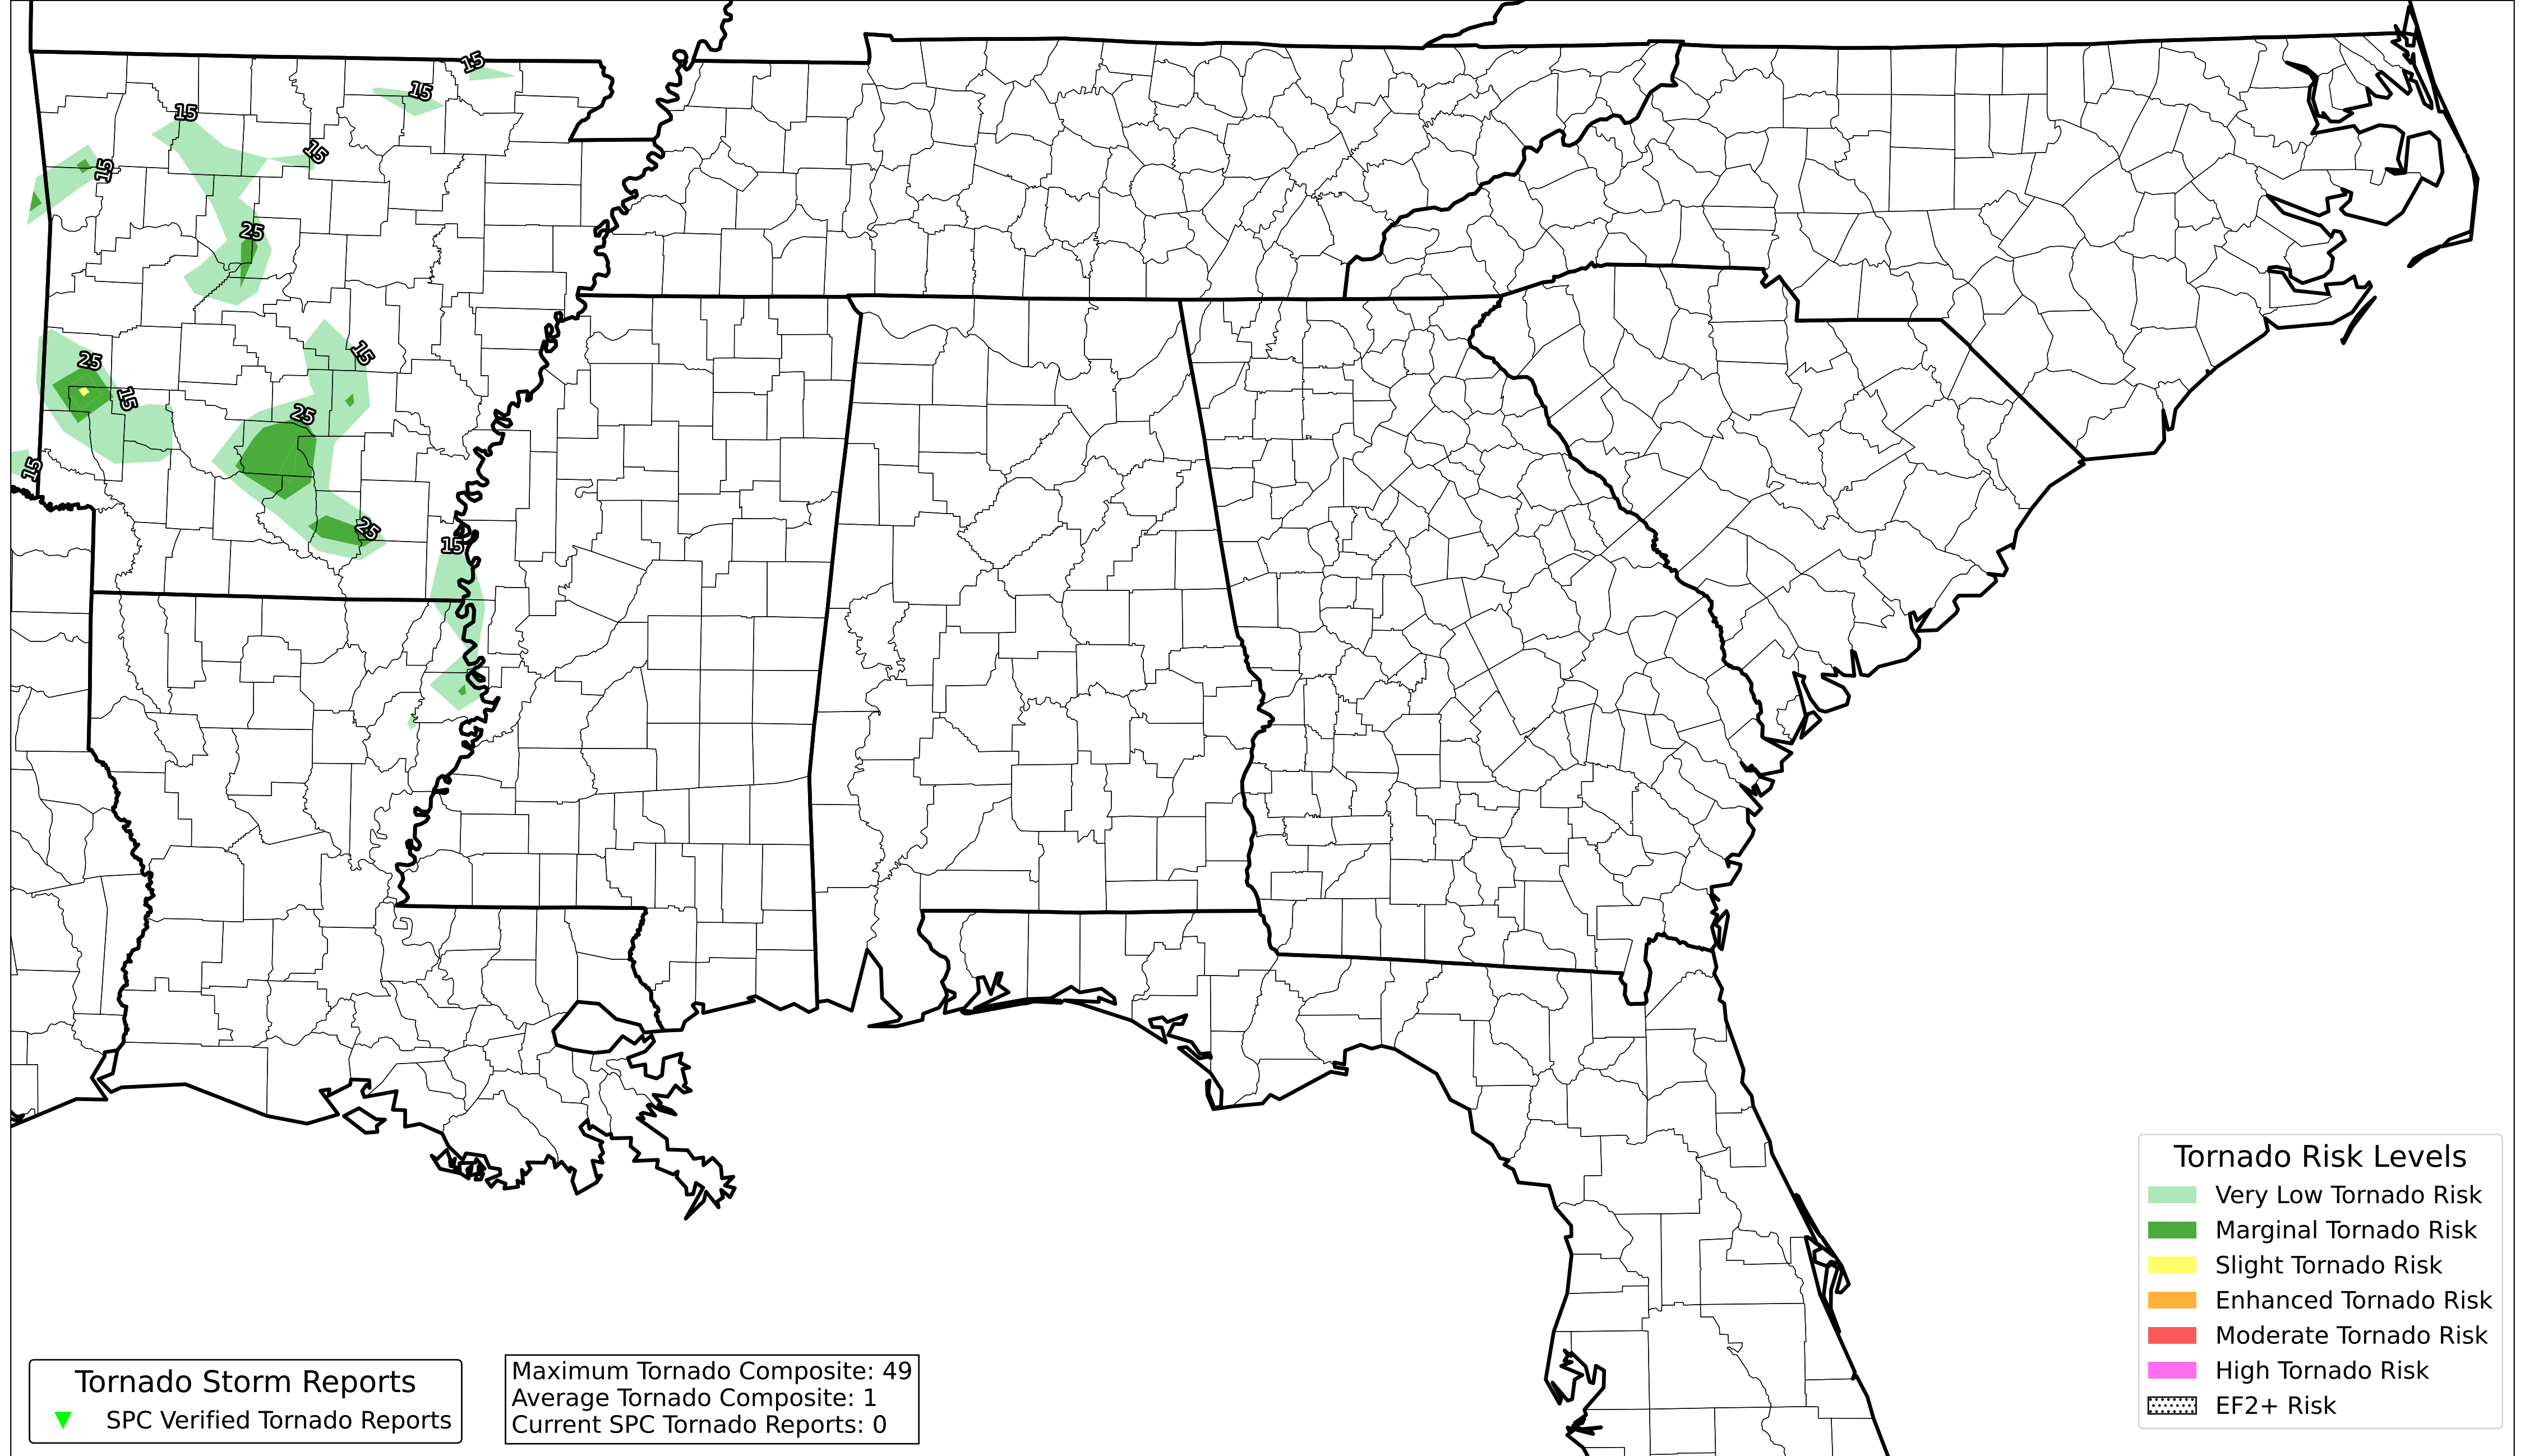 15
15
15
15
15
25
25
15
15
25
15
25
15
Tornado Risk Levels
Very Low Tornado Risk
Marginal Tornado Risk
Slight Tornado Risk
Enhanced Tornado Risk
Moderate Tornado Risk
High Tornado Risk
EF2+ Risk
Tornado Storm Reports
SPC Verified Tornado Reports
Maximum Tornado Composite: 49
Average Tornado Composite: 1
Current SPC Tornado Reports: 0